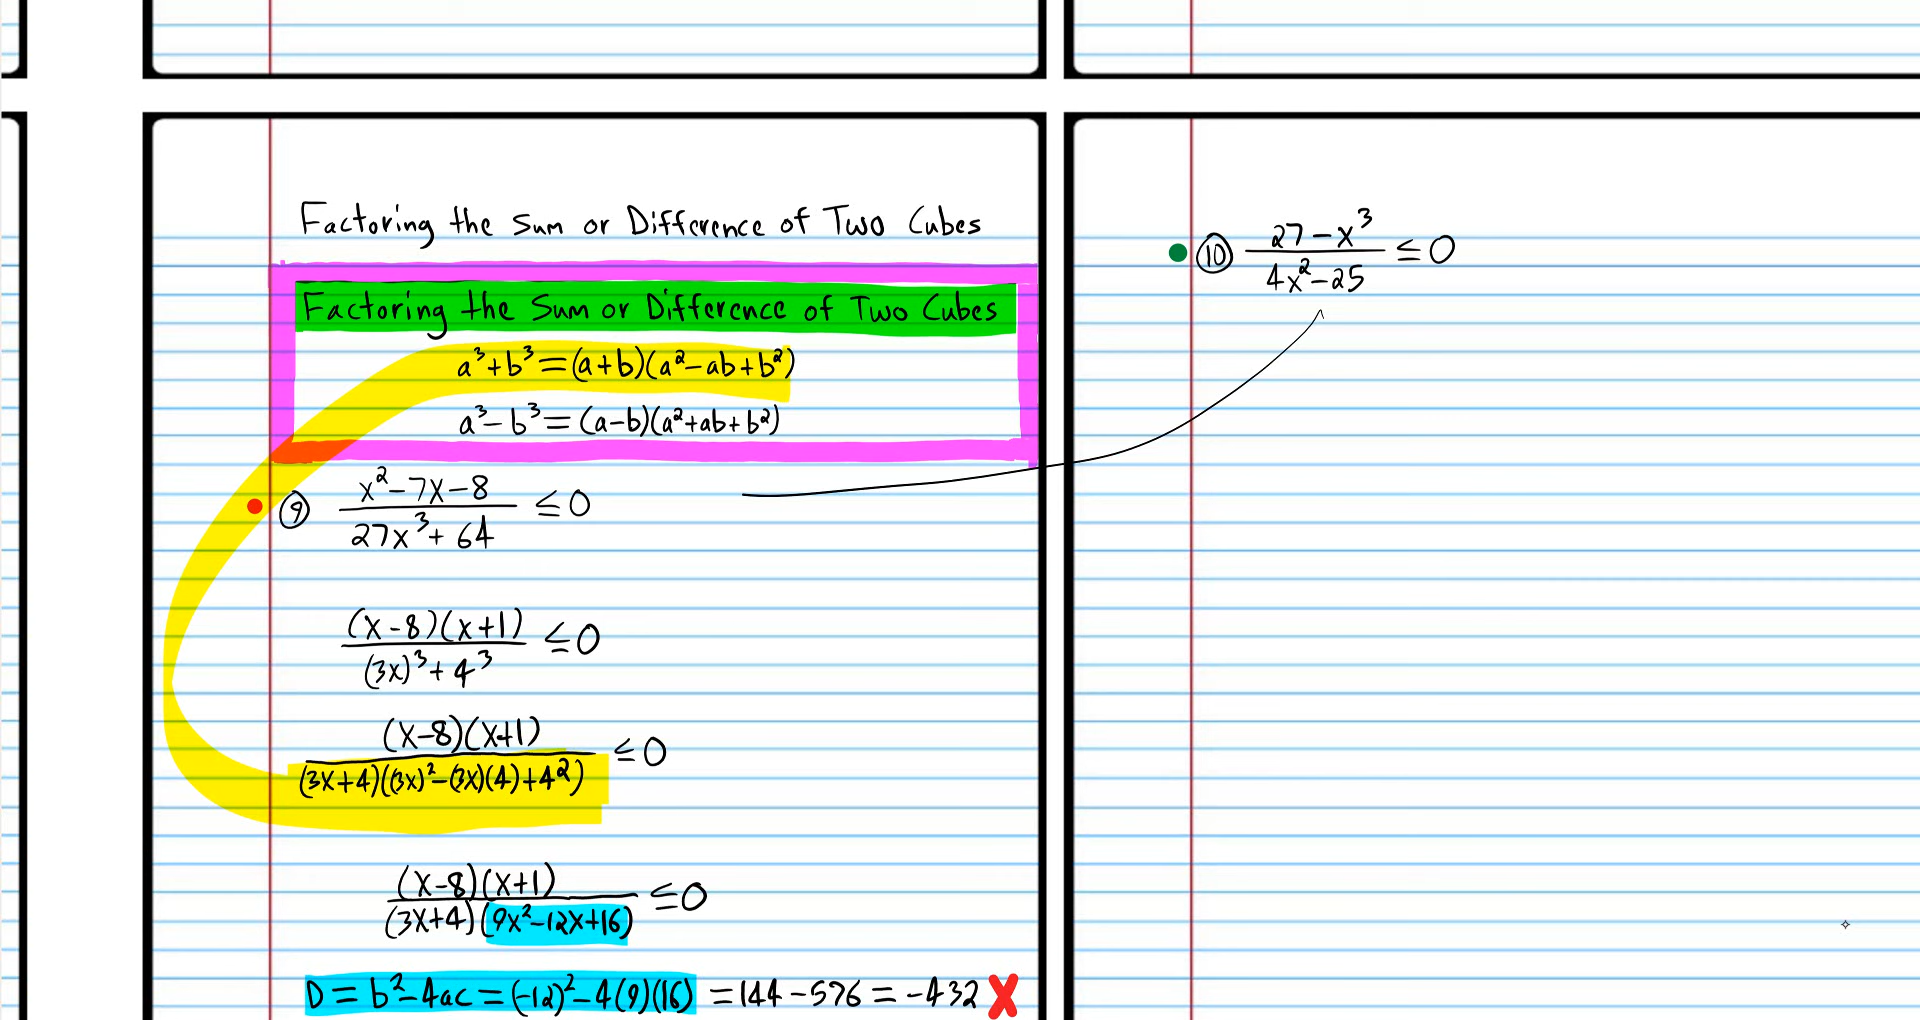 Factoring the Sum or Difference of Two Cubes
Factoring the Sum or Difference of Two Cubes
a³+b³=(a+b)(a²-ab+b²)
a³-b³=(a-b)(a²+ab+b²)
⑨ (x²-7x-8)/(27x³+64) ≤0
((x-8)(x+1))/((3x)³+4³) ≤0
((x-8)(x+1))/((3x+4)((3x)²-(3x)(4)+4²)) ≤0
((x-8)(x+1))/((3x+4)(9x²-12x+16)) ≤0
D=b²-4ac=(-12)²-4(9)(16)=144-576=-432 X
⑩ (27-x³)/(4x²-25) ≤0